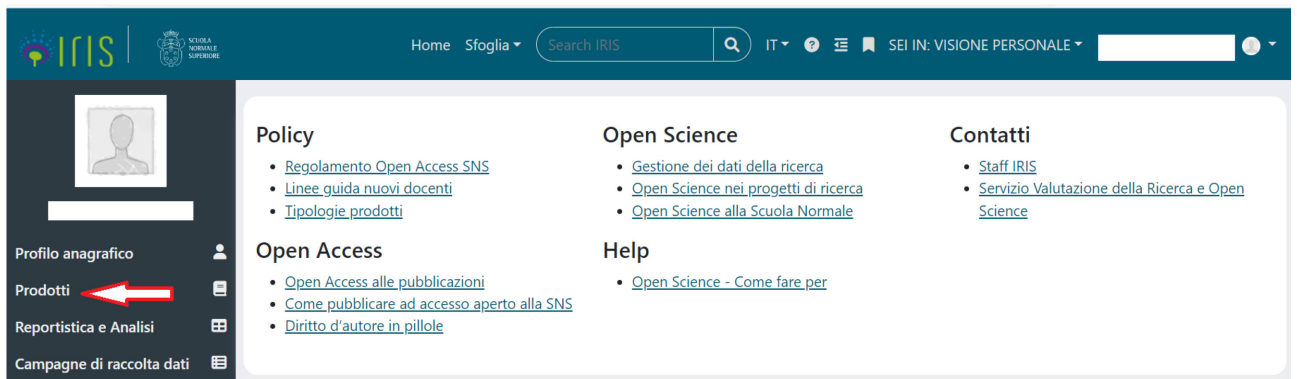 IRIS
SCUOLA
NORMALE
SUPERIORE
Home Sfoglia Search IRIS IT SEI IN: VISIONE PERSONALE
Profilo anagrafico
Prodotti
Reportistica e Analisi
Campagne di raccolta dati
Policy
Regolamento Open Access SNS
Linee guida nuovi docenti
Tipologie prodotti
Open Access
Open Access alle pubblicazioni
Come pubblicare ad accesso aperto alla SNS
Diritto d'autore in pillole
Open Science
Gestione dei dati della ricerca
Open Science nei progetti di ricerca
Open Science alla Scuola Normale
Help
Open Science - Come fare per
Contatti
Staff IRIS
Servizio Valutazione della Ricerca e Open
Science